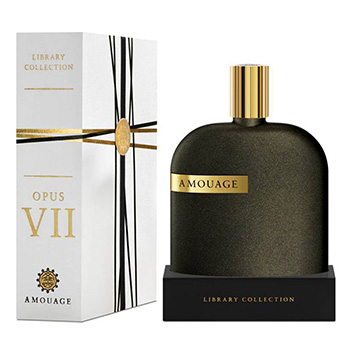 LIBRARY
COLLECTION
OPUS
VII
AMOUAGE
AMOUAGE
LIBRARY COLLECTION